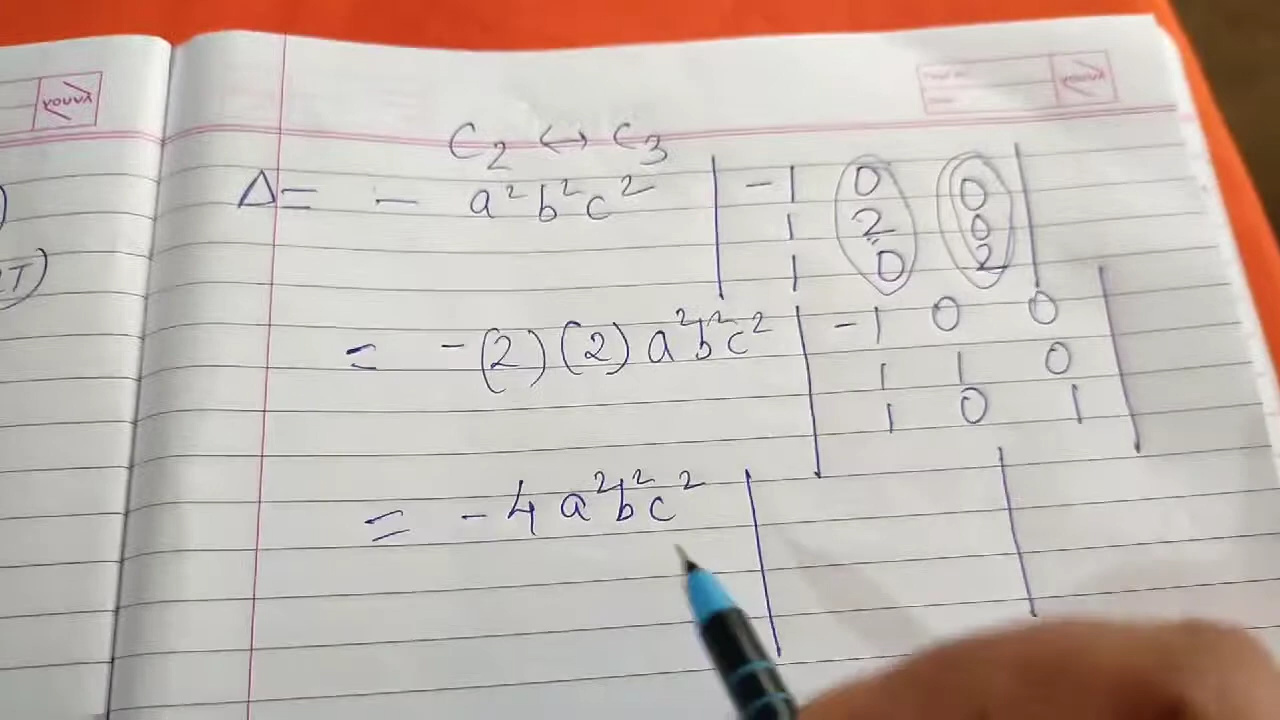 C₂ ↔ C₃
Δ = - a²b²c² | -1 0 0 |
| 1 2 0 |
| 1 0 2 |
= -(2)(2) a²b²c² | -1 0 0 |
| 1 1 0 |
| 1 0 1 |
= -4 a²b²c² | |